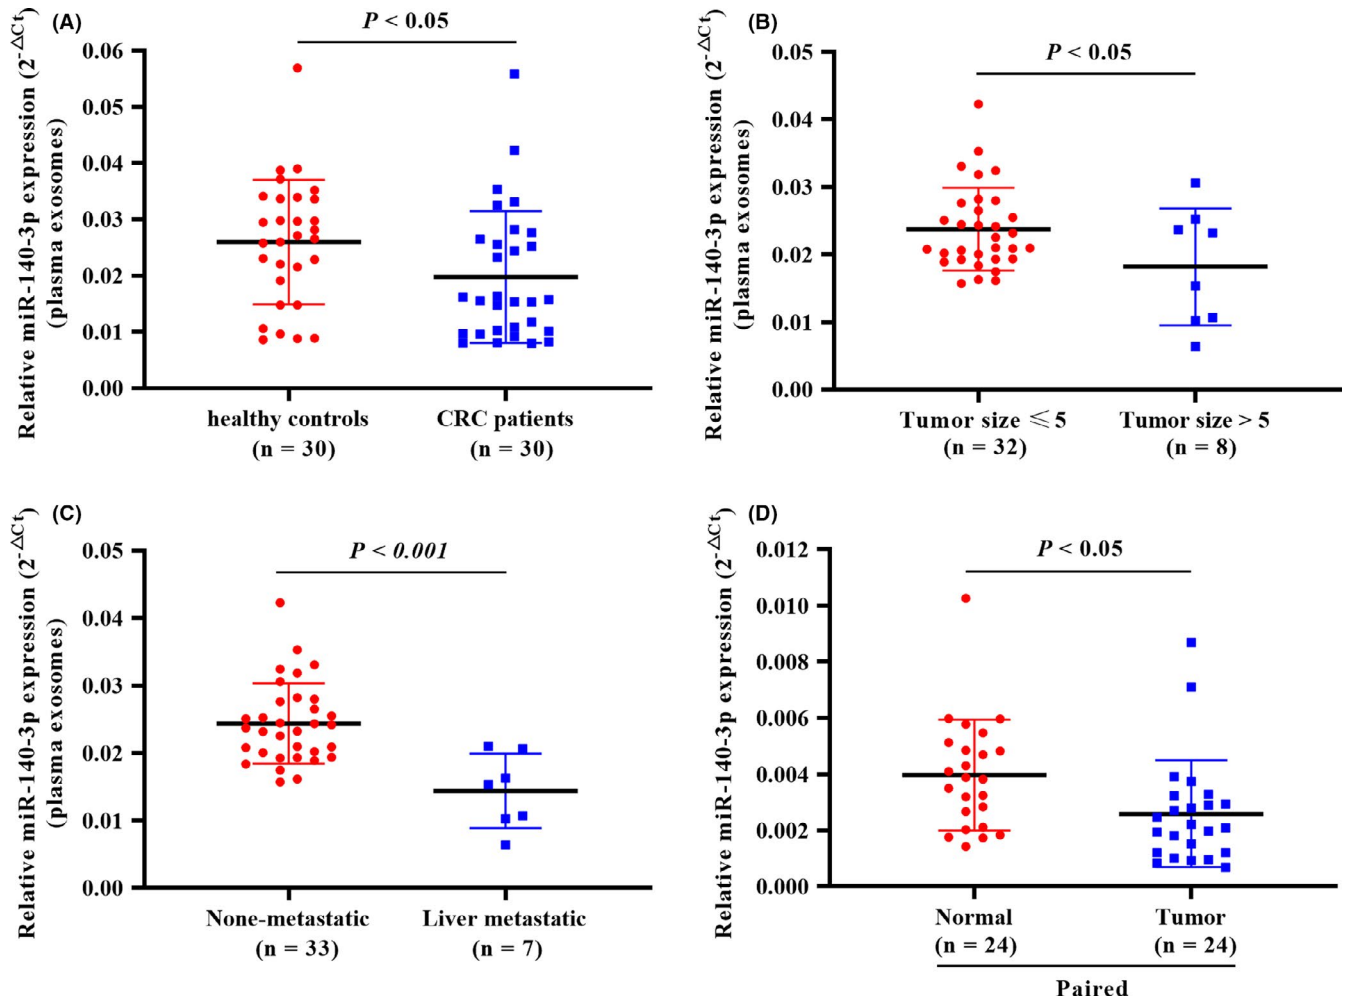 (A)
P < 0.05
Relative miR-140-3p expression (2^-△Ct)
(plasma exosomes)
0.06
0.05
0.04
0.03
0.02
0.01
0.00
healthy controls
(n = 30)
CRC patients
(n = 30)
(B)
P < 0.05
Relative miR-140-3p expression (2^-△Ct)
(plasma exosomes)
0.05
0.04
0.03
0.02
0.01
0.00
Tumor size ≤ 5
(n = 32)
Tumor size > 5
(n = 8)
(C)
P < 0.001
Relative miR-140-3p expression (2^-△Ct)
(plasma exosomes)
0.05
0.04
0.03
0.02
0.01
0.00
None-metastatic
(n = 33)
Liver metastatic
(n = 7)
(D)
P < 0.05
Relative miR-140-3p expression (2^-△Ct)
0.012
0.010
0.008
0.006
0.004
0.002
0.000
Normal
(n = 24)
Tumor
(n = 24)
Paired